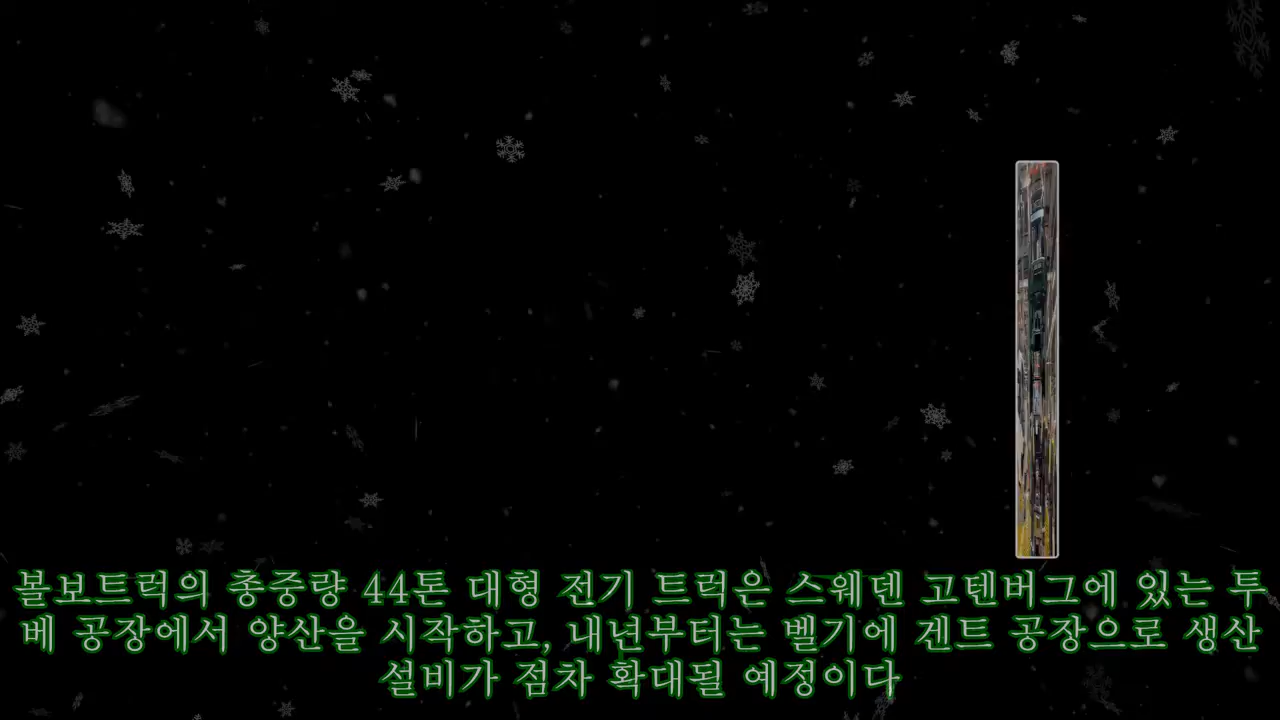 볼보트럭의 총중량 44톤 대형 전기 트럭은 스웨덴 고텐버그에 있는 투
베 공장에서 양산을 시작하고, 내년부터는 벨기에 겐트 공장으로 생산
설비가 점차 확대될 예정이다